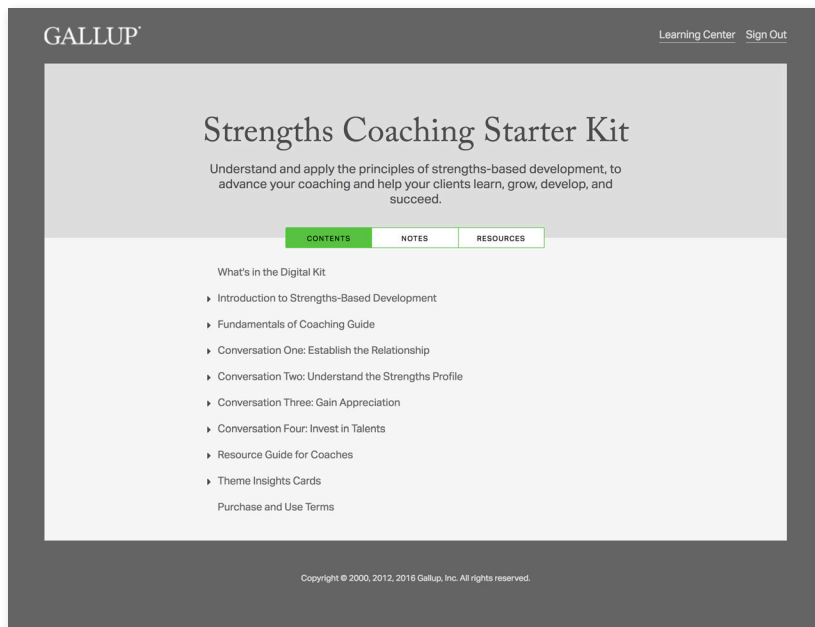 GALLUP®
Learning Center Sign Out
Strengths Coaching Starter Kit
Understand and apply the principles of strengths-based development, to
advance your coaching and help your clients learn, grow, develop, and
succeed.
CONTENTS NOTES RESOURCES
What's in the Digital Kit
Introduction to Strengths-Based Development
Fundamentals of Coaching Guide
Conversation One: Establish the Relationship
Conversation Two: Understand the Strengths Profile
Conversation Three: Gain Appreciation
Conversation Four: Invest in Talents
Resource Guide for Coaches
Theme Insights Cards
Purchase and Use Terms
Copyright © 2000, 2012, 2016 Gallup, Inc. All rights reserved.